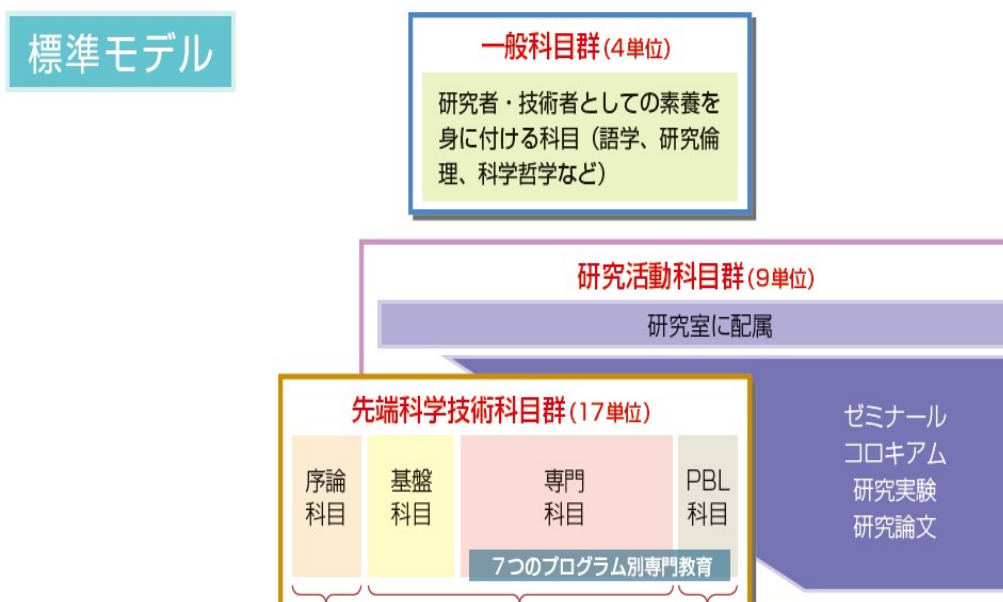 標準モデル
一般科目群(4単位)
研究者・技術者としての素養を
身に付ける科目（語学、研究倫
理、科学哲学など）
研究活動科目群(9単位)
研究室に配属
先端科学技術科目群(17単位)
序論
科目
基盤
科目
専門
科目
PBL
科目
７つのプログラム別専門教育
ゼミナール
コロキアム
研究実験
研究論文